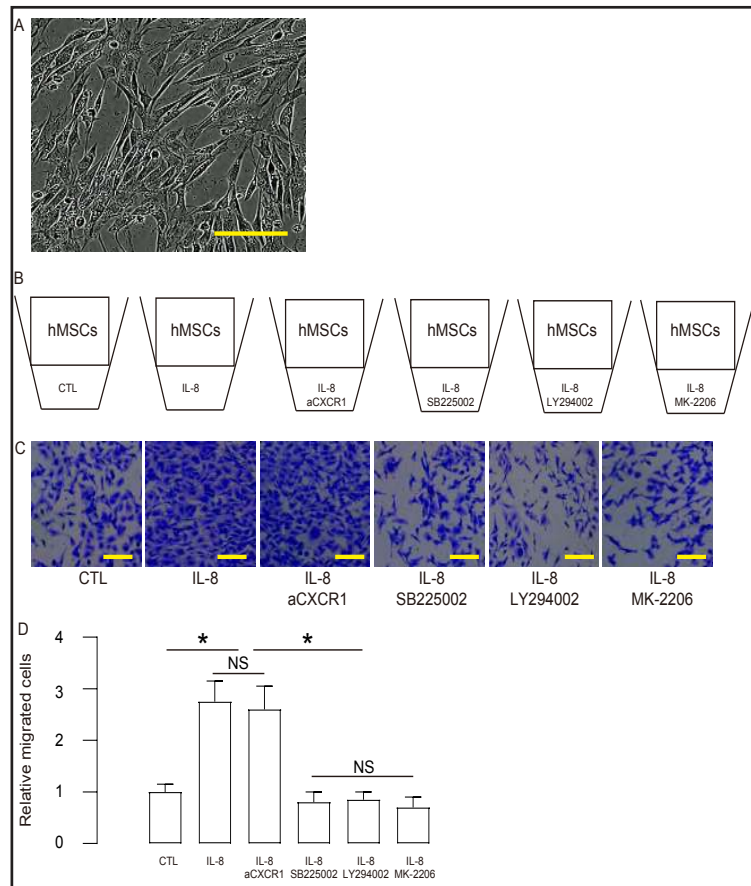 A
B
hMSCs hMSCs hMSCs hMSCs hMSCs hMSCs
CTL IL-8 IL-8 IL-8 IL-8 IL-8
aCXCR1 SB225002 LY294002 MK-2206
C
CTL IL-8 IL-8 IL-8 IL-8 IL-8
aCXCR1 SB225002 LY294002 MK-2206
D
Relative migrated cells
4
3
2
1
0
* *
NS
NS
CTL IL-8 IL-8 IL-8 IL-8 IL-8
aCXCR1 SB225002 LY294002 MK-2206